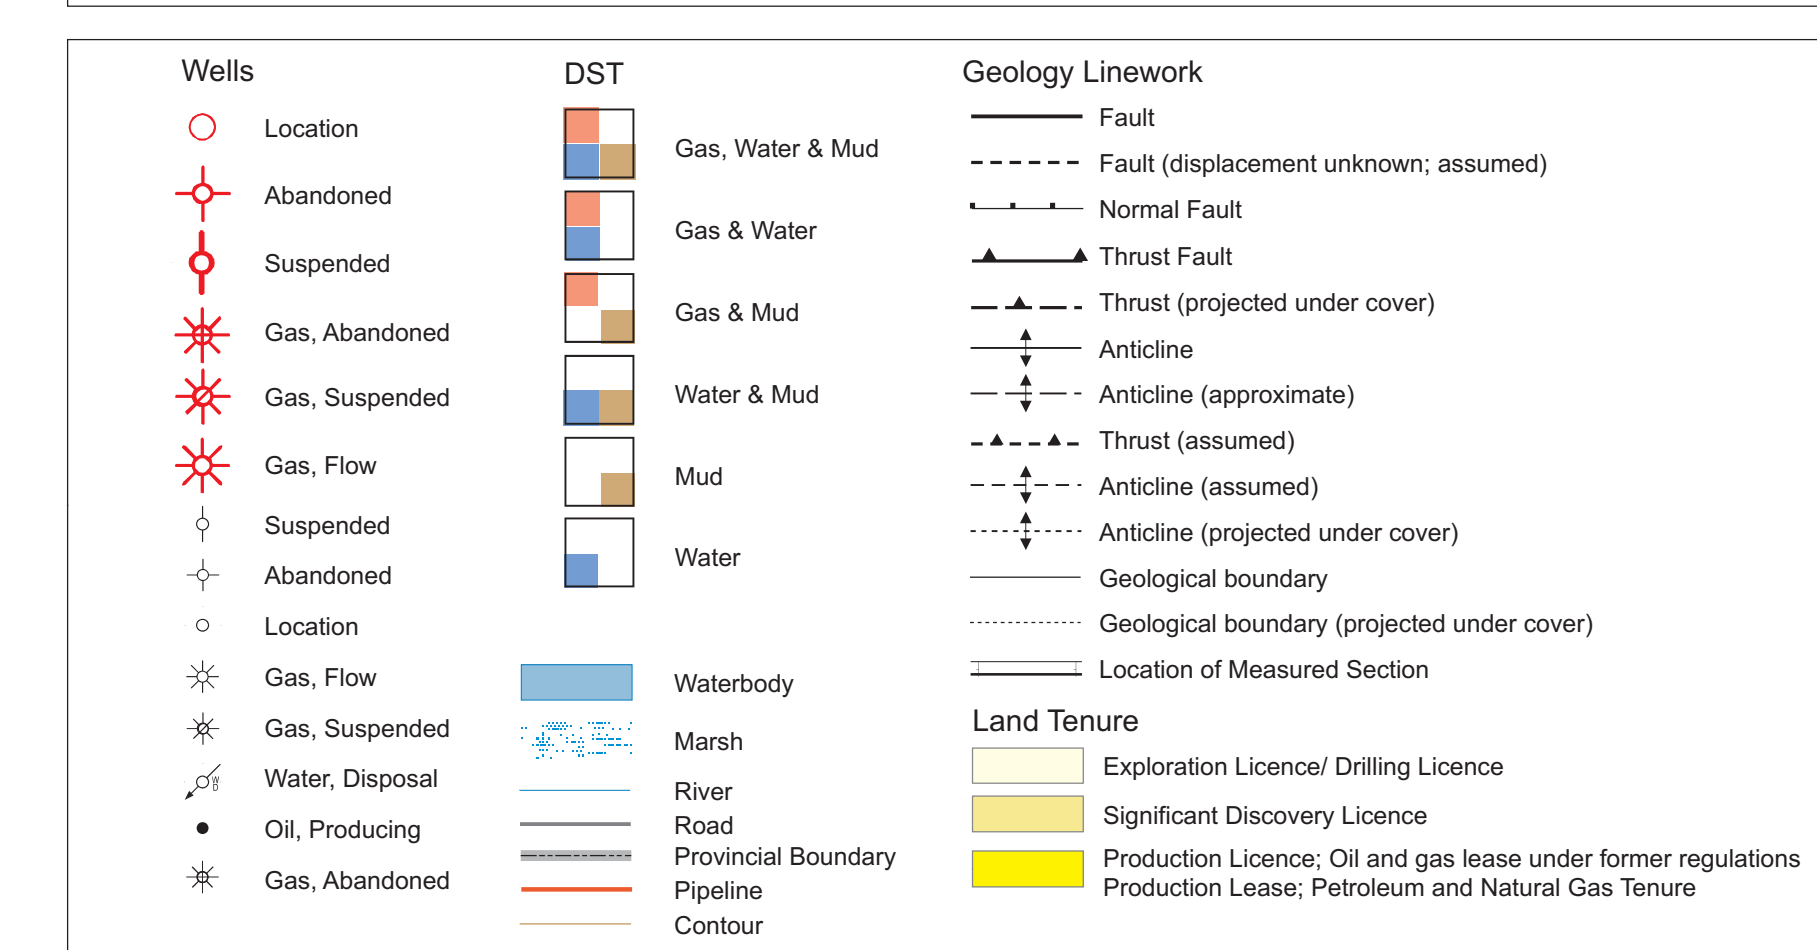 Wells
Location
Abandoned
Suspended
Gas, Abandoned
Gas, Suspended
Gas, Flow
Suspended
Abandoned
Location
Gas, Flow
Gas, Suspended
W
D
Water, Disposal
Oil, Producing
Gas, Abandoned
DST
Gas, Water & Mud
Gas & Water
Gas & Mud
Water & Mud
Mud
Water
Waterbody
Marsh
River
Road
Provincial Boundary
Pipeline
Contour
Geology Linework
Fault
Fault (displacement unknown; assumed)
Normal Fault
Thrust Fault
Thrust (projected under cover)
Anticline
Anticline (approximate)
Thrust (assumed)
Anticline (assumed)
Anticline (projected under cover)
Geological boundary
Geological boundary (projected under cover)
Location of Measured Section
Land Tenure
Exploration Licence/ Drilling Licence
Significant Discovery Licence
Production Licence; Oil and gas lease under former regulations
Production Lease; Petroleum and Natural Gas Tenure